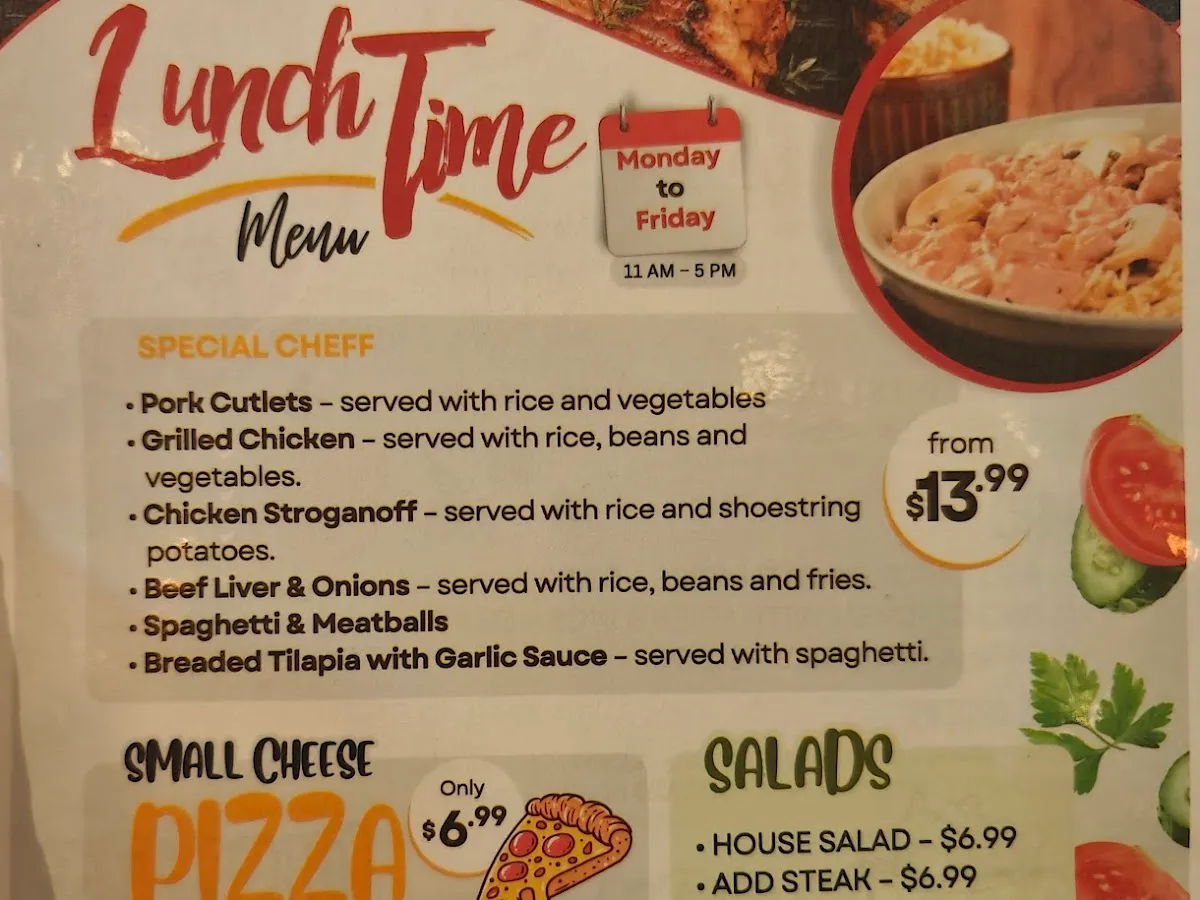 Lunch Time
Menu
Monday
to
Friday
11 AM – 5 PM
SPECIAL CHEFF
• Pork Cutlets – served with rice and vegetables
• Grilled Chicken – served with rice, beans and
vegetables.
• Chicken Stroganoff – served with rice and shoestring
potatoes.
• Beef Liver & Onions – served with rice, beans and fries.
• Spaghetti & Meatballs
• Breaded Tilapia with Garlic Sauce – served with spaghetti.
from
$13.99
SMALL CHEESE
PIZZA
Only
$6.99
SALADS
• HOUSE SALAD – $6.99
• ADD STEAK – $6.99